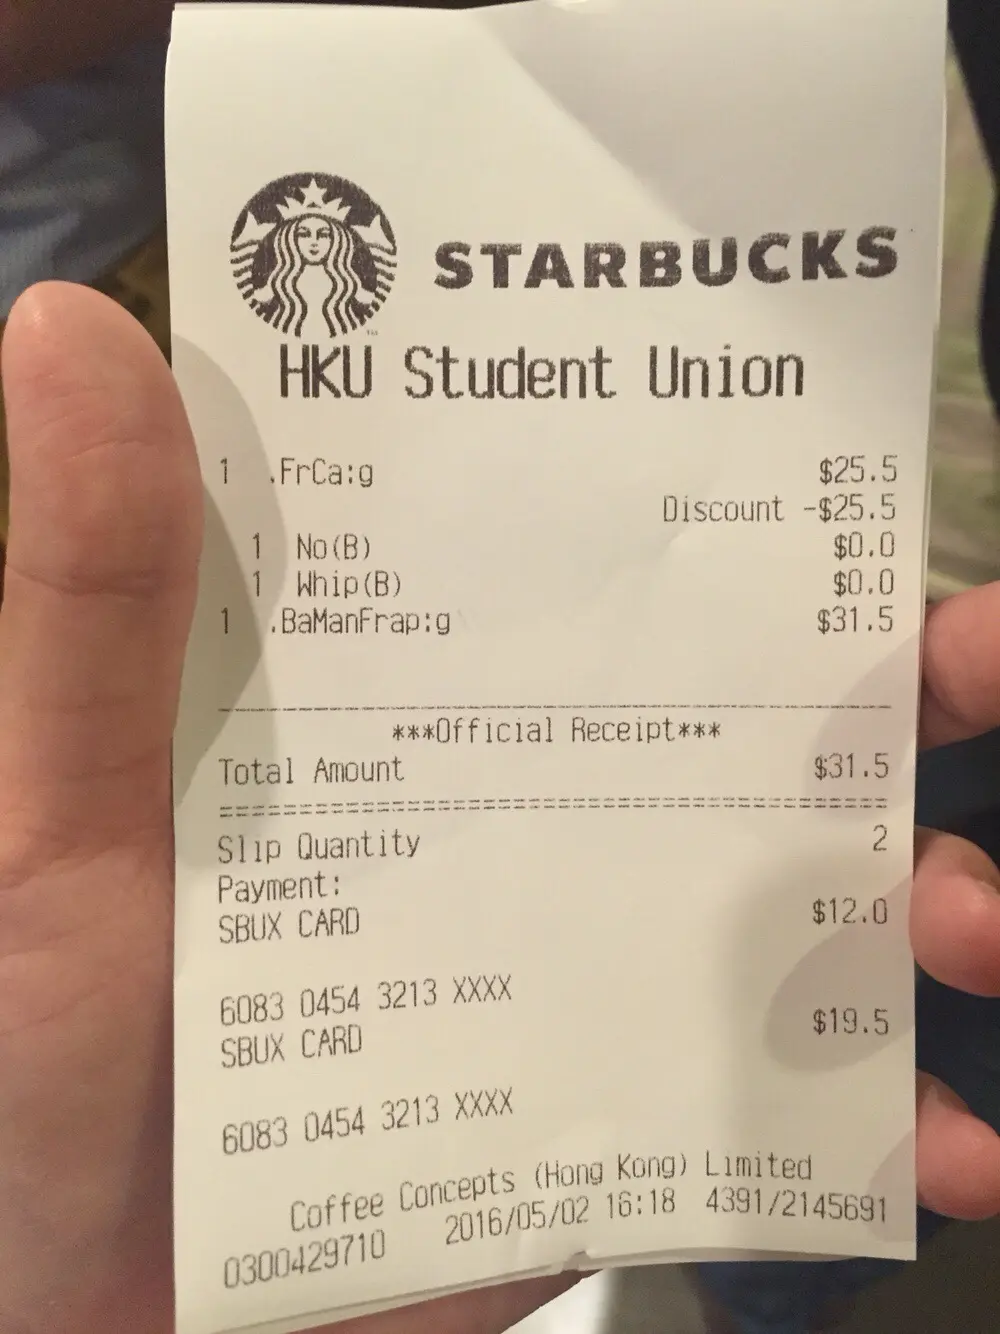 STARBUCKS
HKU Student Union
1 .FrCa:g $25.5
Discount -$25.5
1 No(B) $0.0
1 Whip(B) $0.0
1 .BaManFrap:g $31.5
***Official Receipt***
Total Amount $31.5
Slip Quantity 2
Payment:
SBUX CARD $12.0
6083 0454 3213 XXXX
SBUX CARD $19.5
6083 0454 3213 XXXX
Coffee Concepts (Hong Kong) Limited
0300429710 2016/05/02 16:18 4391/2145691